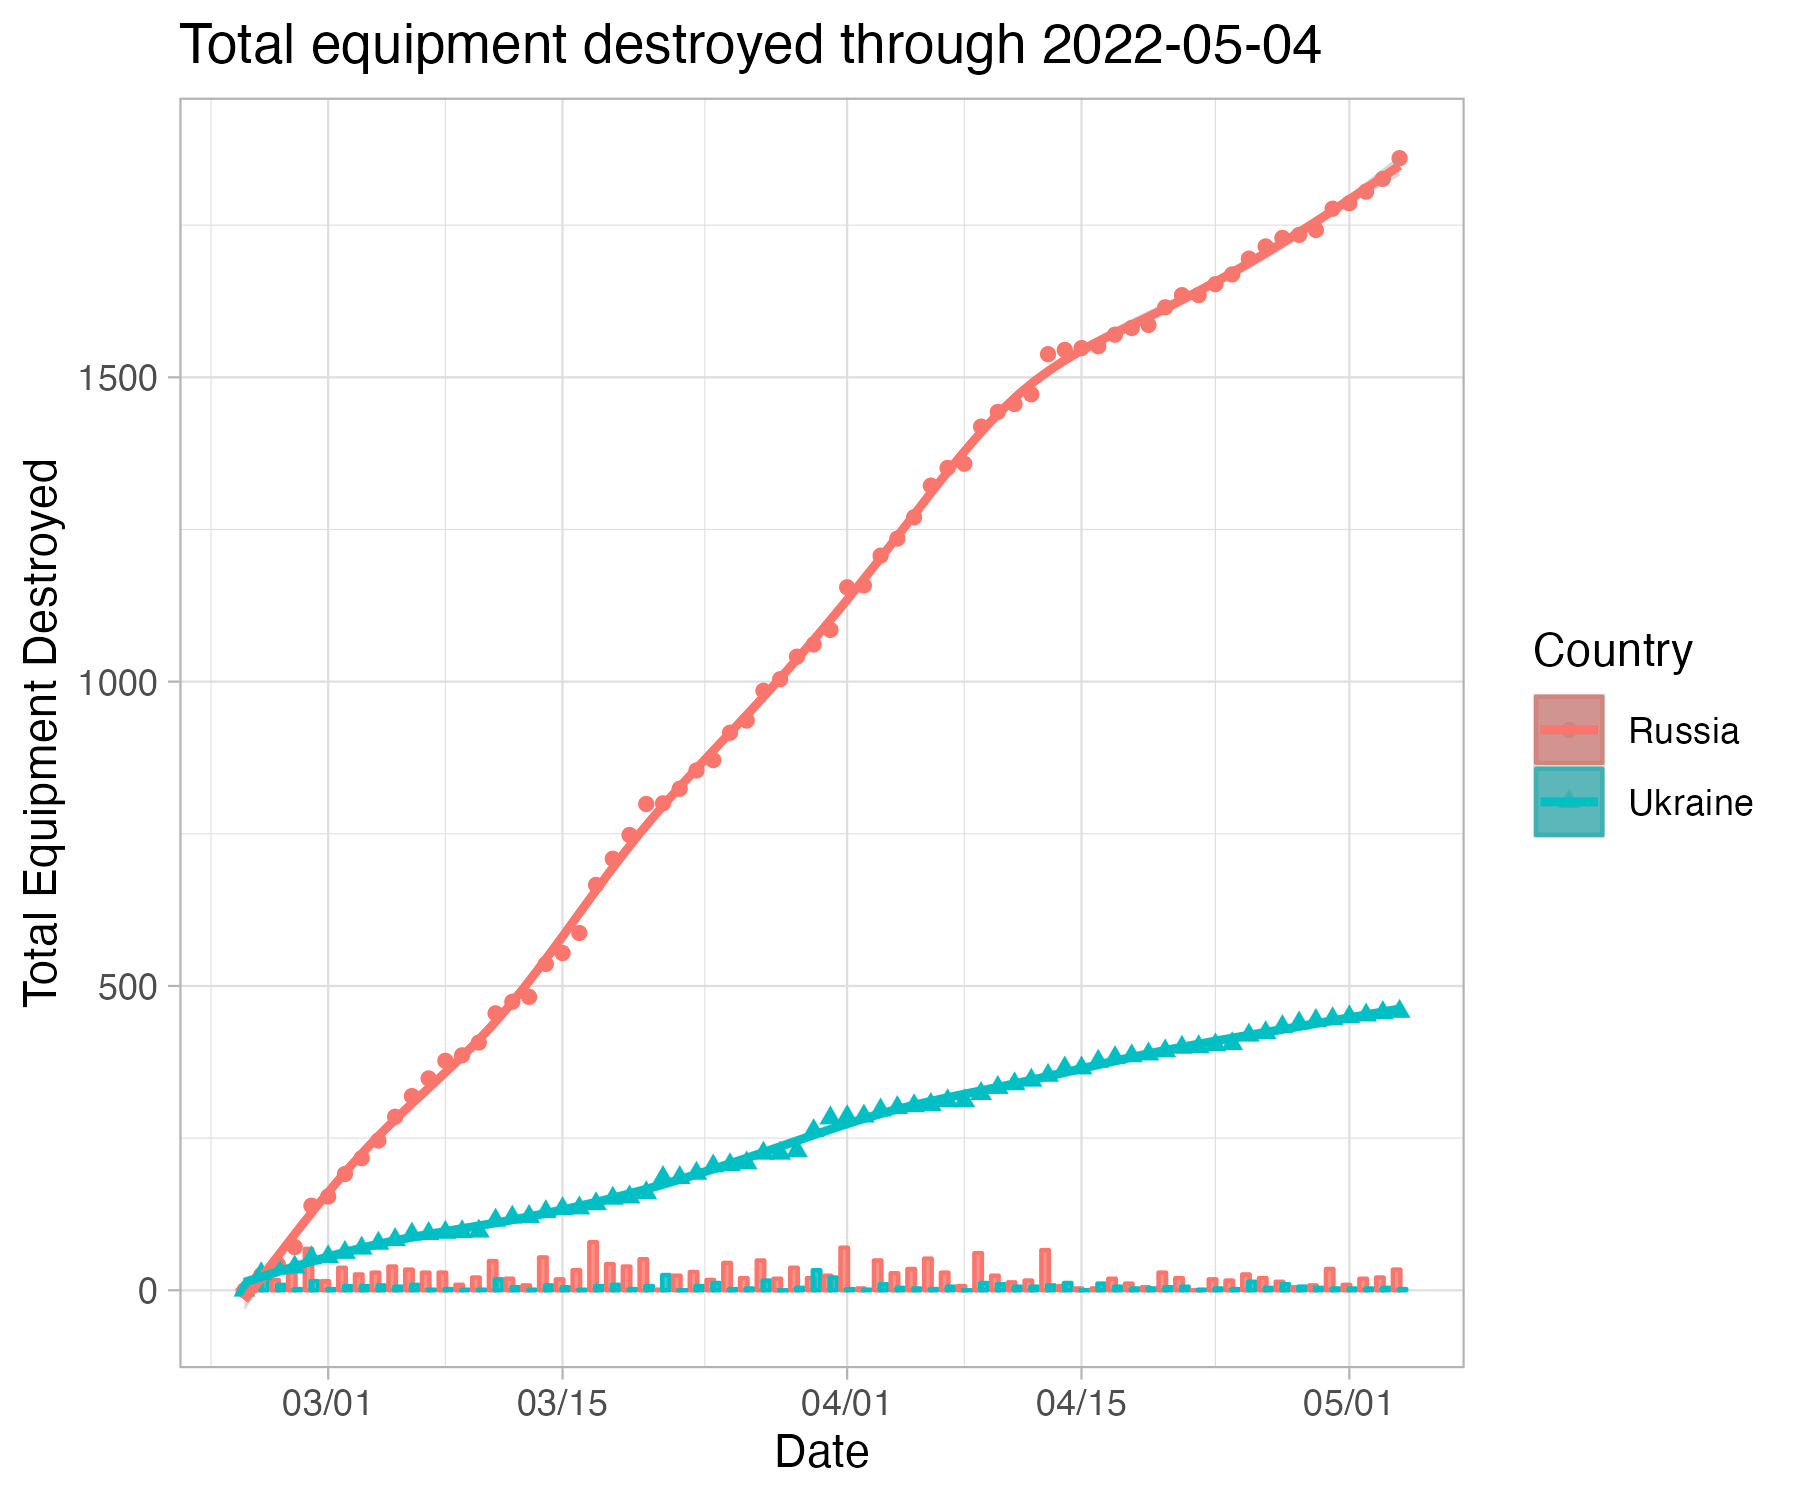 Total equipment destroyed through 2022-05-04
Total Equipment Destroyed
1500
1000
500
0
03/01
03/15
04/01
04/15
05/01
Date
Country
Russia
Ukraine